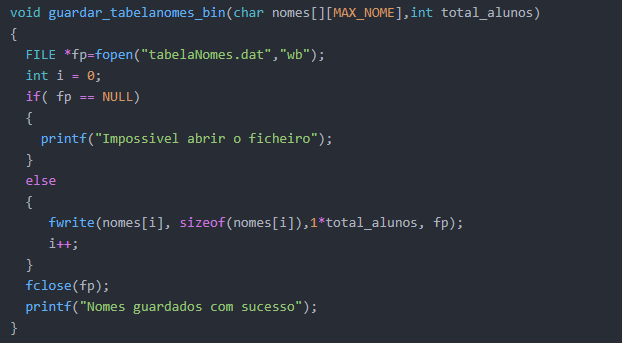 void guardar_tabelanomes_bin(char nomes[][MAX_NOME],int total_alunos)
{
  FILE *fp=fopen("tabelaNomes.dat","wb");
  int i = 0;
  if( fp == NULL)
  {
    printf("Impossivel abrir o ficheiro");
  }
  else
  {
     fwrite(nomes[i], sizeof(nomes[i]),1*total_alunos, fp);
     i++;
  }
  fclose(fp);
  printf("Nomes guardados com sucesso");
}